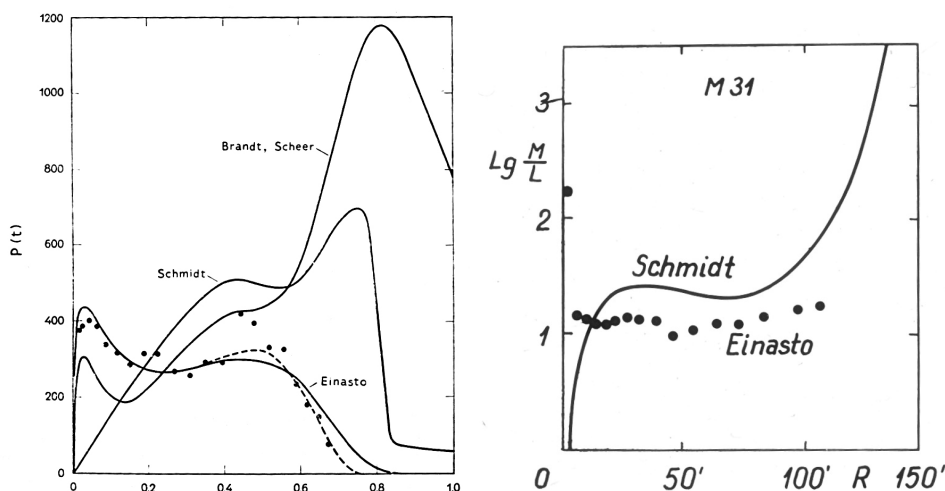 1200
1000
800
600
400
200
0
P(t)
Brandt, Scheer
Schmidt
Einasto
0 0.2 0.4 0.6 0.8 1.0
M 31
Lg M/L
3
2
1
Schmidt
Einasto
0 50' 100' R 150'